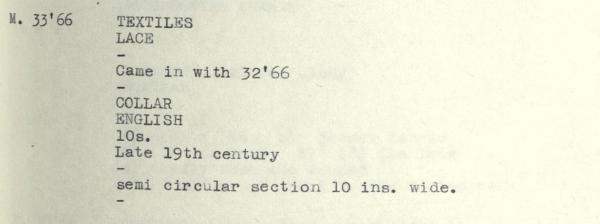 M. 33'66 TEXTILES
LACE
-
Came in with 32'66
-
COLLAR
ENGLISH
10s.
Late 19th century
-
semi circular section 10 ins. wide.
-